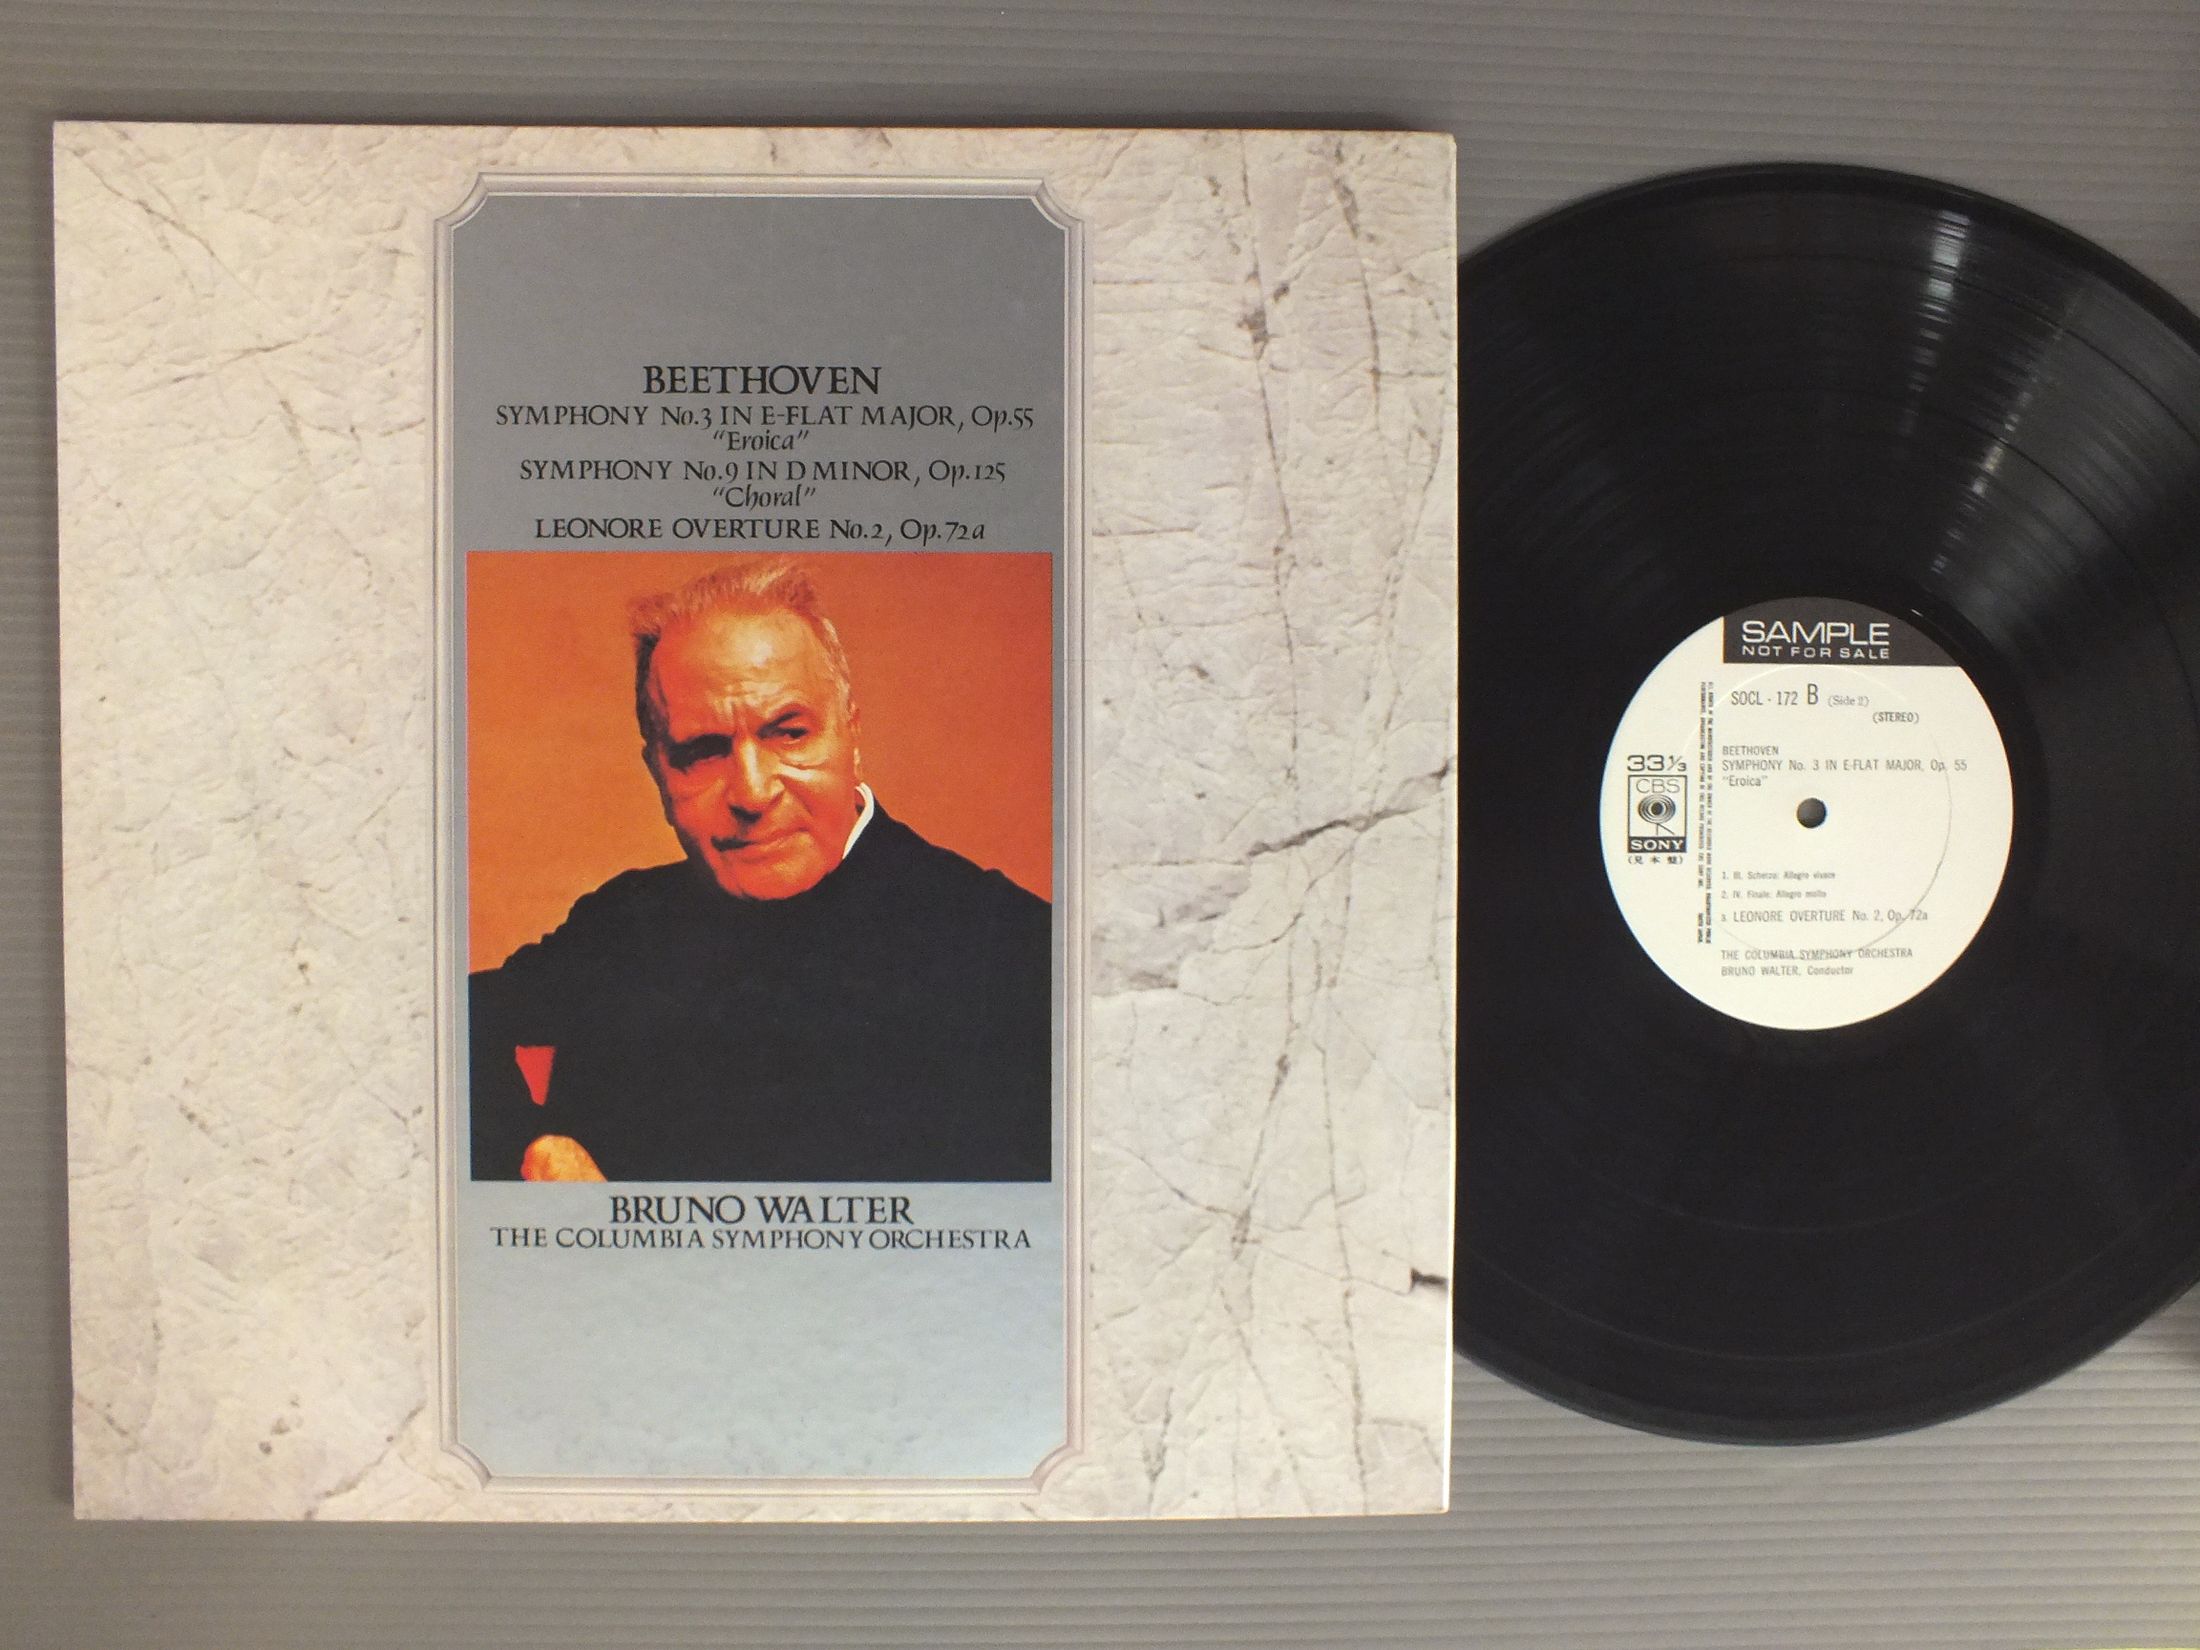 BEETHOVEN
SYMPHONY No.3 IN E-FLAT MAJOR, Op.55
"Eroica"
SYMPHONY No.9 IN D MINOR, Op.125
"Choral"
LEONORE OVERTURE No.2, Op.72a
BRUNO WALTER
THE COLUMBIA SYMPHONY ORCHESTRA
SAMPLE
NOT FOR SALE
SOCL-172 B (Side 2)
(STEREO)
33 1/3
CBS
SONY
(見本盤)
BEETHOVEN
SYMPHONY No. 3 IN E-FLAT MAJOR, Op. 55
"Eroica"
1. III. Scherzo: Allegro vivace
2. IV. Finale: Allegro molto
3. LEONORE OVERTURE No. 2, Op. 72a
THE COLUMBIA SYMPHONY ORCHESTRA
BRUNO WALTER, Conductor